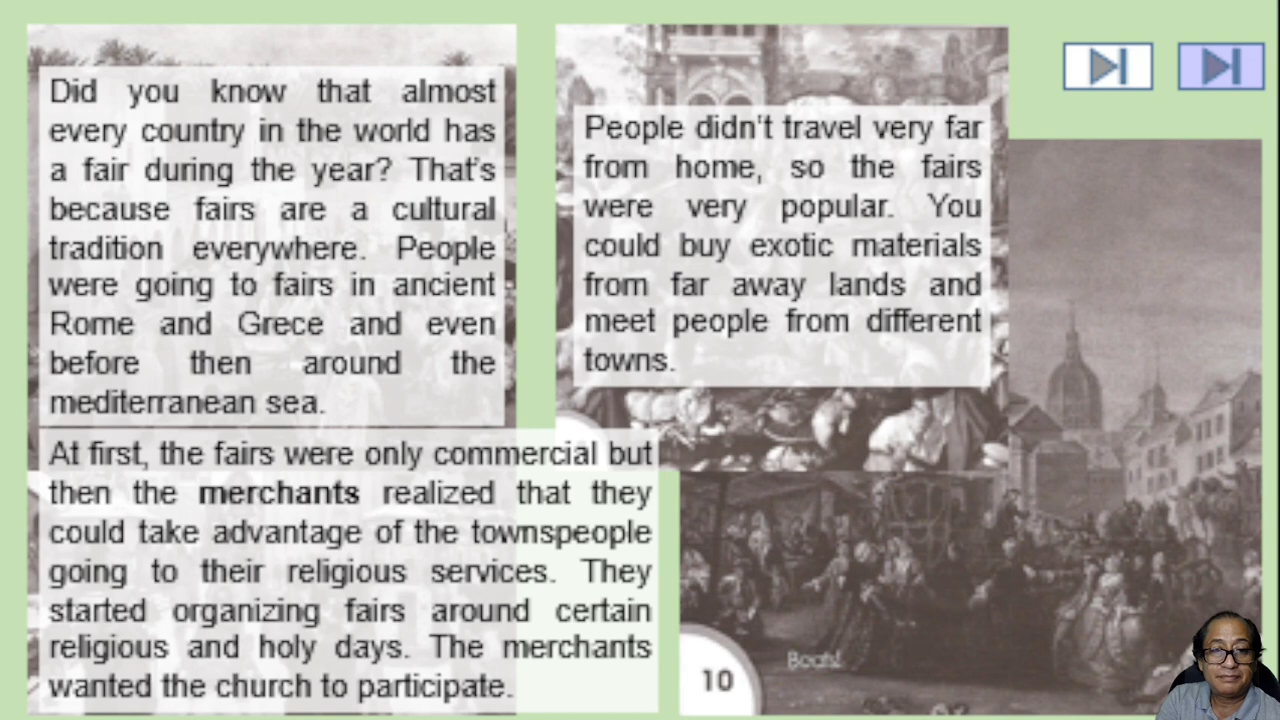 Did you know that almost
every country in the world has
a fair during the year? That's
because fairs are a cultural
tradition everywhere. People
were going to fairs in ancient
Rome and Grece and even
before then around the
mediterranean sea.
At first, the fairs were only commercial but
then the merchants realized that they
could take advantage of the townspeople
going to their religious services. They
started organizing fairs around certain
religious and holy days. The merchants
wanted the church to participate.
People didn't travel very far
from home, so the fairs
were very popular. You
could buy exotic materials
from far away lands and
meet people from different
towns.
10